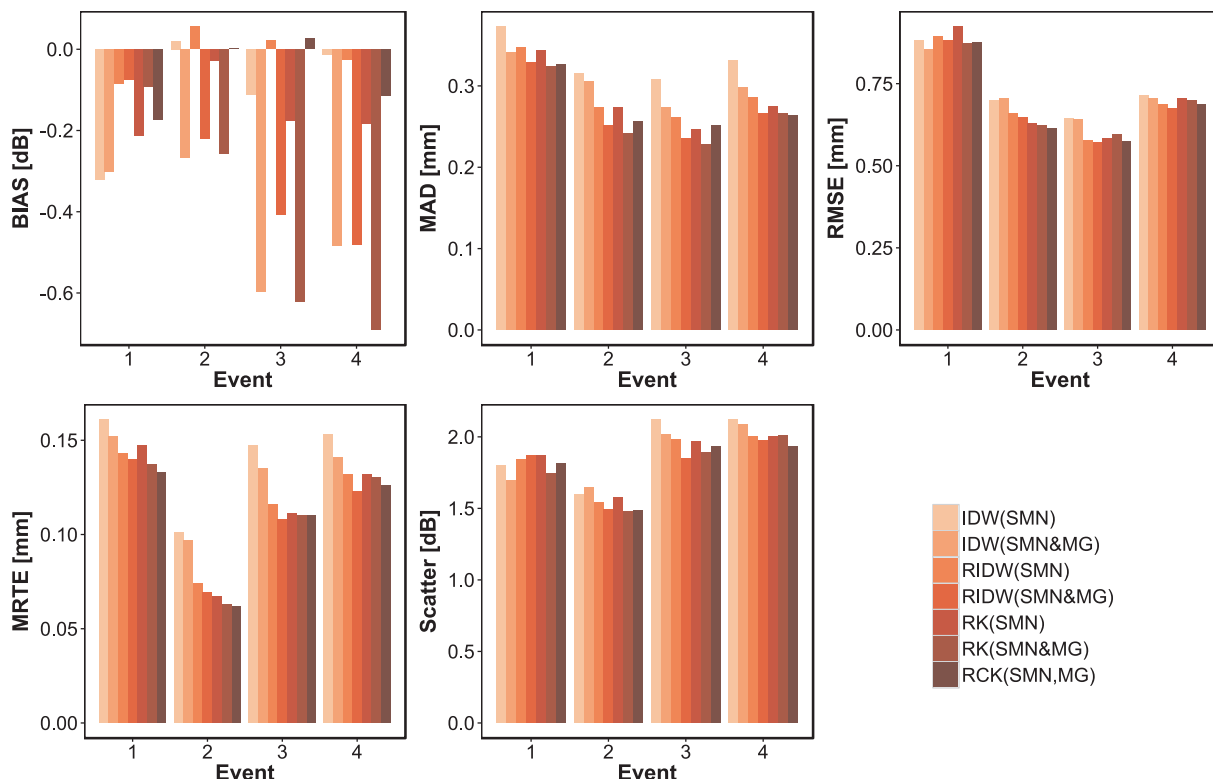 BIAS [dB]
0.0
-0.2
-0.4
-0.6
1 2 3 4
Event
MAD [mm]
0.3
0.2
0.1
0.0
1 2 3 4
Event
RMSE [mm]
0.75
0.50
0.25
0.00
1 2 3 4
Event
MRTE [mm]
0.15
0.10
0.05
0.00
1 2 3 4
Event
Scatter [dB]
2.0
1.5
1.0
0.5
0.0
1 2 3 4
Event
IDW(SMN)
IDW(SMN&MG)
RIDW(SMN)
RIDW(SMN&MG)
RK(SMN)
RK(SMN&MG)
RCK(SMN,MG)